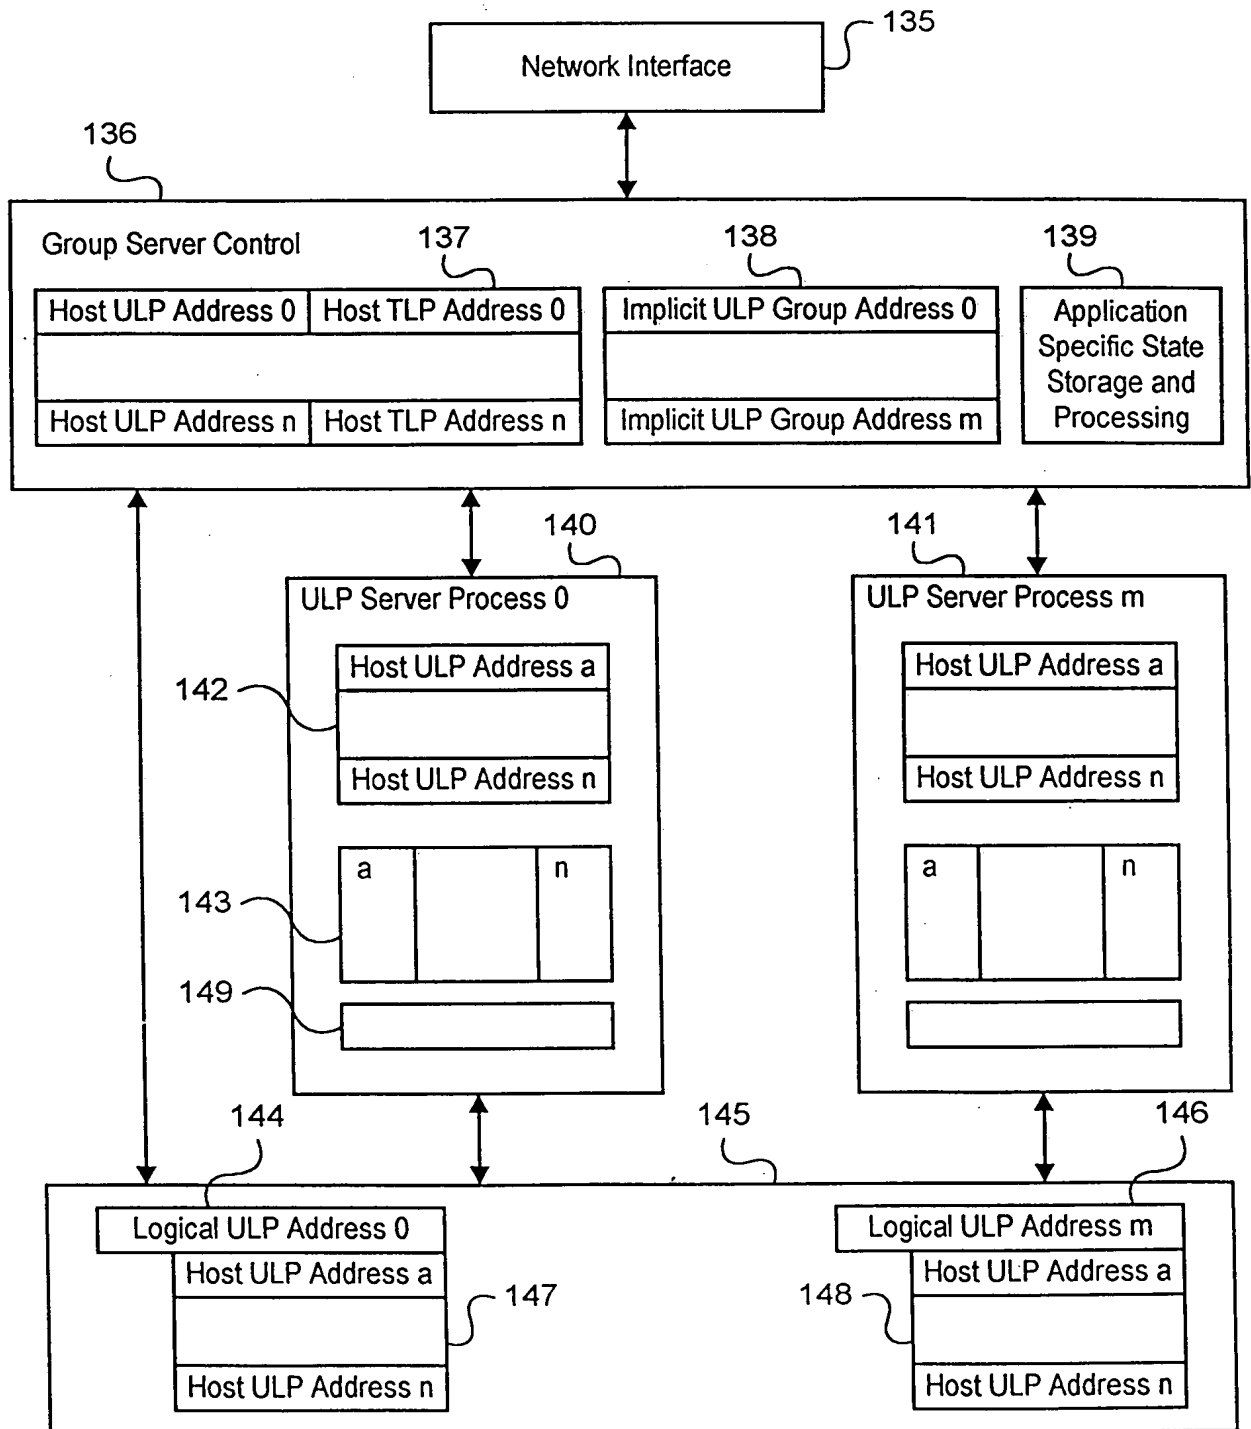 135
Network Interface
136
Group Server Control
137
138
139
Host ULP Address 0
Host TLP Address 0
Host ULP Address n
Host TLP Address n
Implicit ULP Group Address 0
Implicit ULP Group Address m
Application
Specific State
Storage and
Processing
140
141
ULP Server Process 0
Host ULP Address a
142
Host ULP Address n
a
n
143
149
ULP Server Process m
Host ULP Address a
Host ULP Address n
a
n
144
145
146
Logical ULP Address 0
Host ULP Address a
147
Host ULP Address n
Logical ULP Address m
Host ULP Address a
148
Host ULP Address n